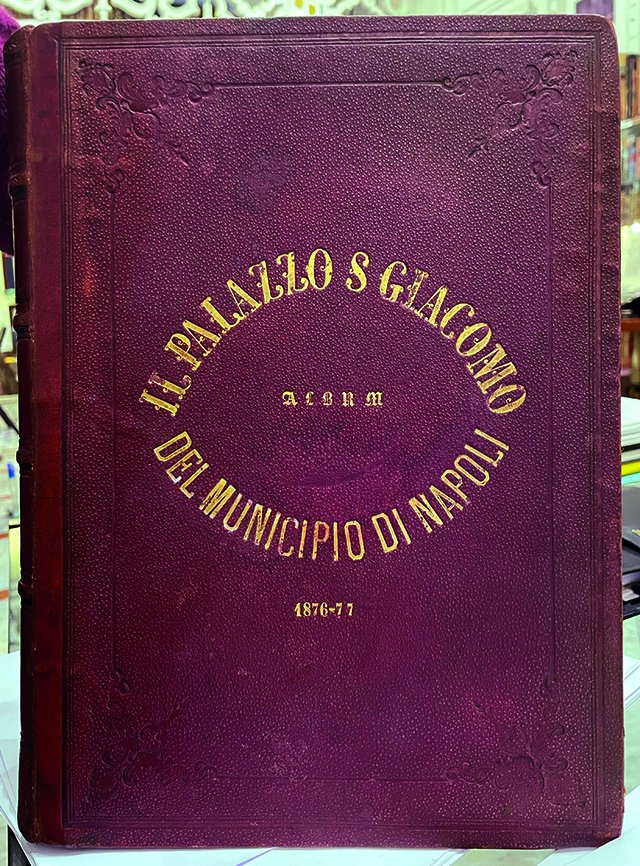 IL PALAZZO S GIACOMO
ALBUM
DEL MUNICIPIO DI NAPOLI
1876-77